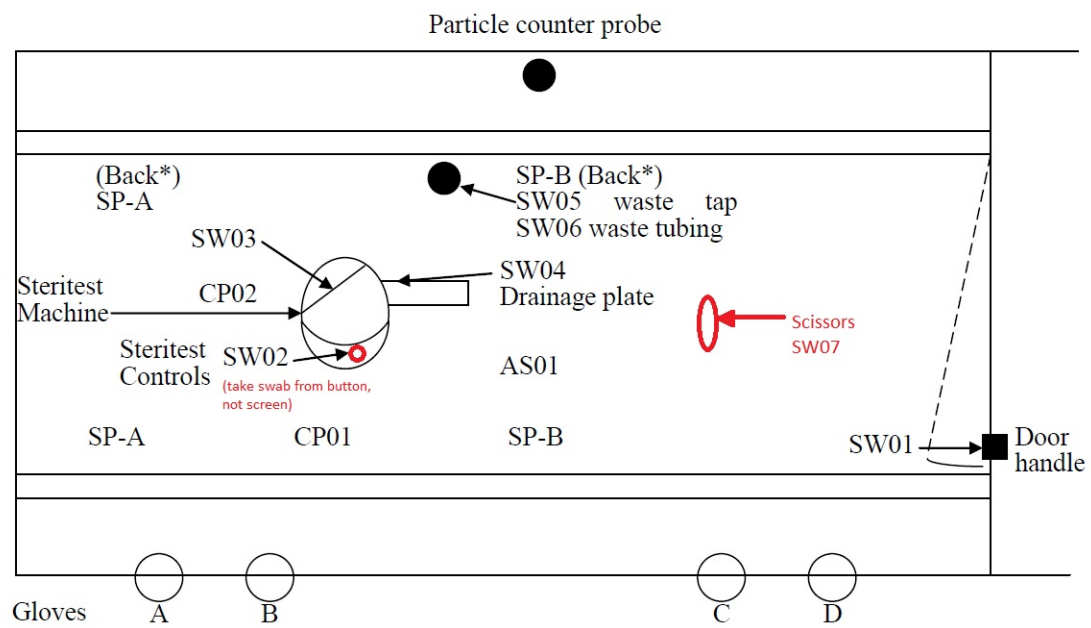 Particle counter probe
(Back*)
SP-A
SP-B (Back*)
SW05 waste tap
SW06 waste tubing
SW03
SW04
Drainage plate
Steritest
Machine
CP02
Scissors
SW07
Steritest
Controls
SW02
(take swab from button,
not screen)
AS01
SP-A
CP01
SP-B
SW01
Door
handle
Gloves
A
B
C
D